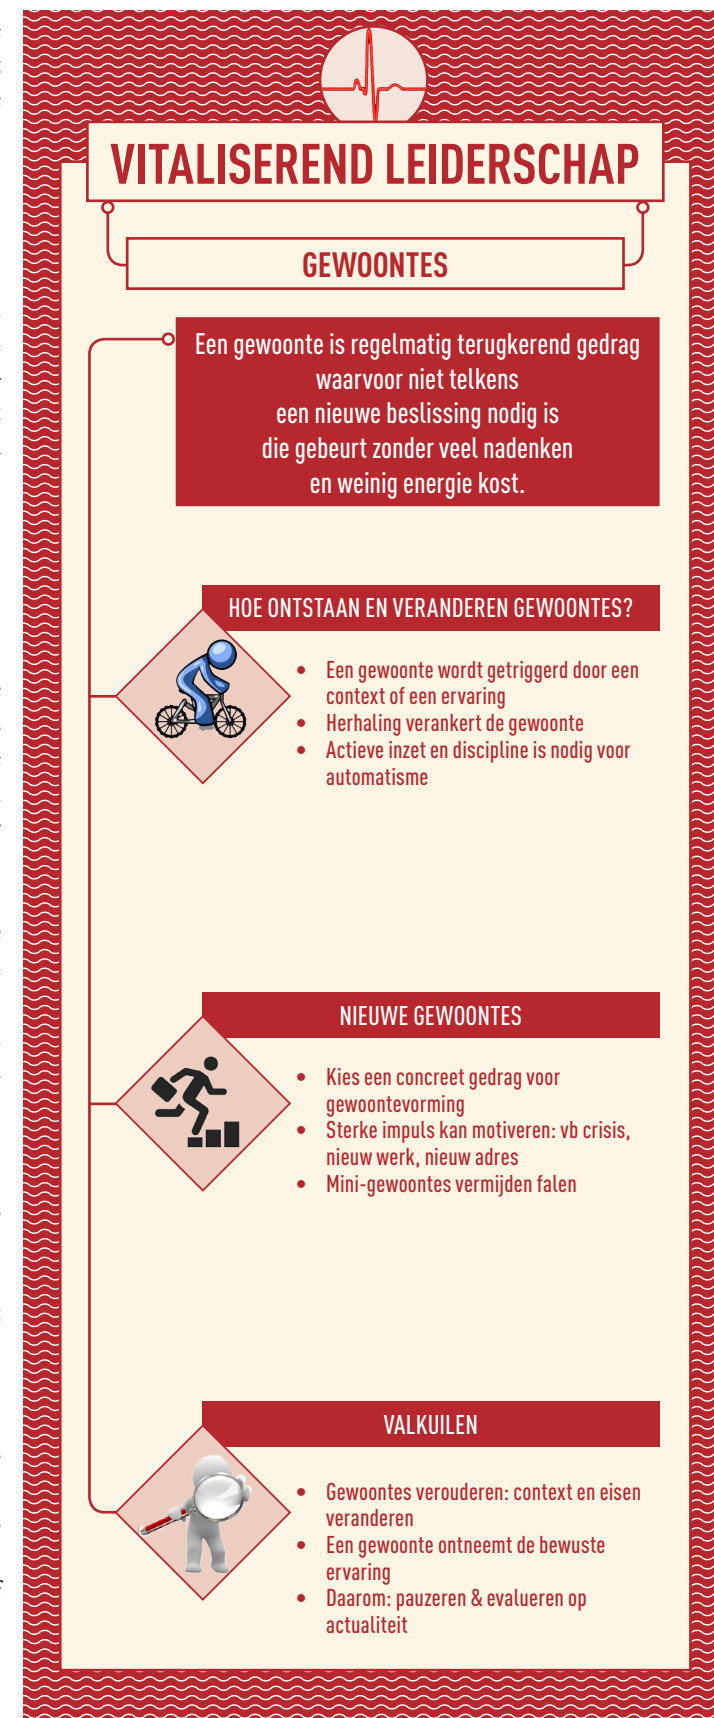 VITALISEREND LEIDERSCHAP
GEWOONTES
Een gewoonte is regelmatig terugkerend gedrag
waarvoor niet telkens
een nieuwe beslissing nodig is
die gebeurt zonder veel nadenken
en weinig energie kost.
HOE ONTSTAAN EN VERANDEREN GEWOONTES?
• Een gewoonte wordt getriggerd door een
context of een ervaring
• Herhaling verankert de gewoonte
• Actieve inzet en discipline is nodig voor
automatisme
NIEUWE GEWOONTES
• Kies een concreet gedrag voor
gewoontevorming
• Sterke impuls kan motiveren: vb crisis,
nieuw werk, nieuw adres
• Mini-gewoontes vermijden falen
VALKUILEN
• Gewoontes verouderen: context en eisen
veranderen
• Een gewoonte ontneemt de bewuste
ervaring
• Daarom: pauzeren & evalueren op
actualiteit